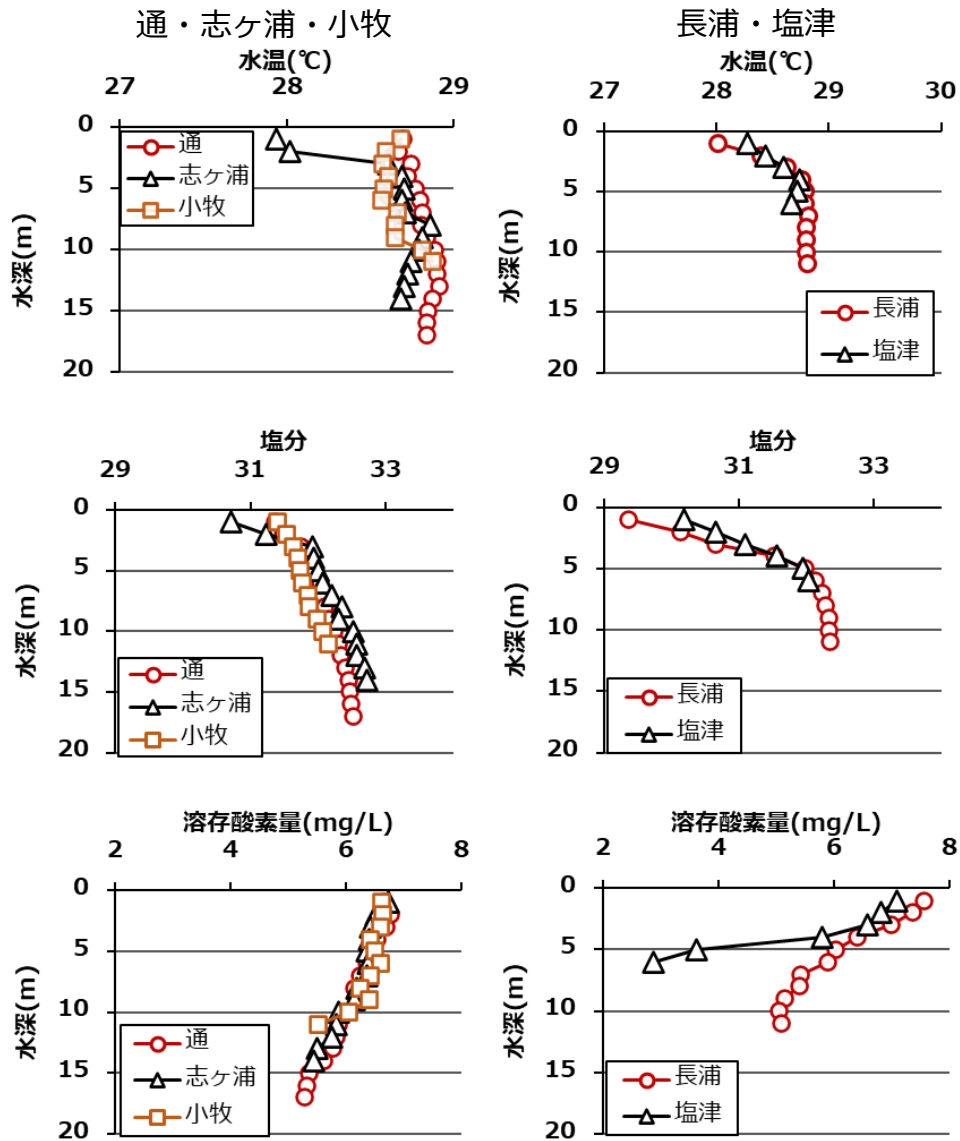 通・志ヶ浦・小牧
水温(℃)
27 28 29
0
5
10
15
20
水深(m)
通
志ヶ浦
小牧
長浦・塩津
水温(℃)
27 28 29 30
0
5
10
15
20
水深(m)
長浦
塩津
塩分
29 31 33
0
5
10
15
20
水深(m)
通
志ヶ浦
小牧
塩分
29 31 33
0
5
10
15
20
水深(m)
長浦
塩津
溶存酸素量(mg/L)
2 4 6 8
0
5
10
15
20
水深(m)
通
志ヶ浦
小牧
溶存酸素量(mg/L)
2 4 6 8
0
5
10
15
20
水深(m)
長浦
塩津